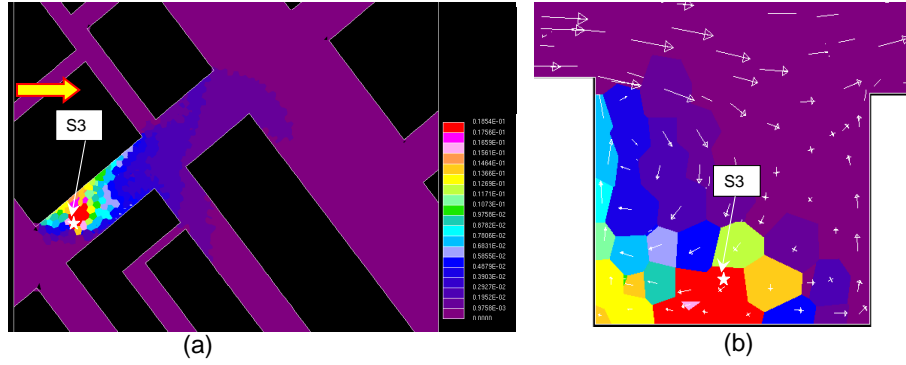 S3
0.1854E-01
0.1756E-01
0.1659E-01
0.1561E-01
0.1464E-01
0.1366E-01
0.1269E-01
0.1171E-01
0.1073E-01
0.9758E-02
0.8782E-02
0.7806E-02
0.6831E-02
0.5855E-02
0.4879E-02
0.3903E-02
0.2927E-02
0.1952E-02
0.9758E-03
0.0000
(a)
S3
(b)